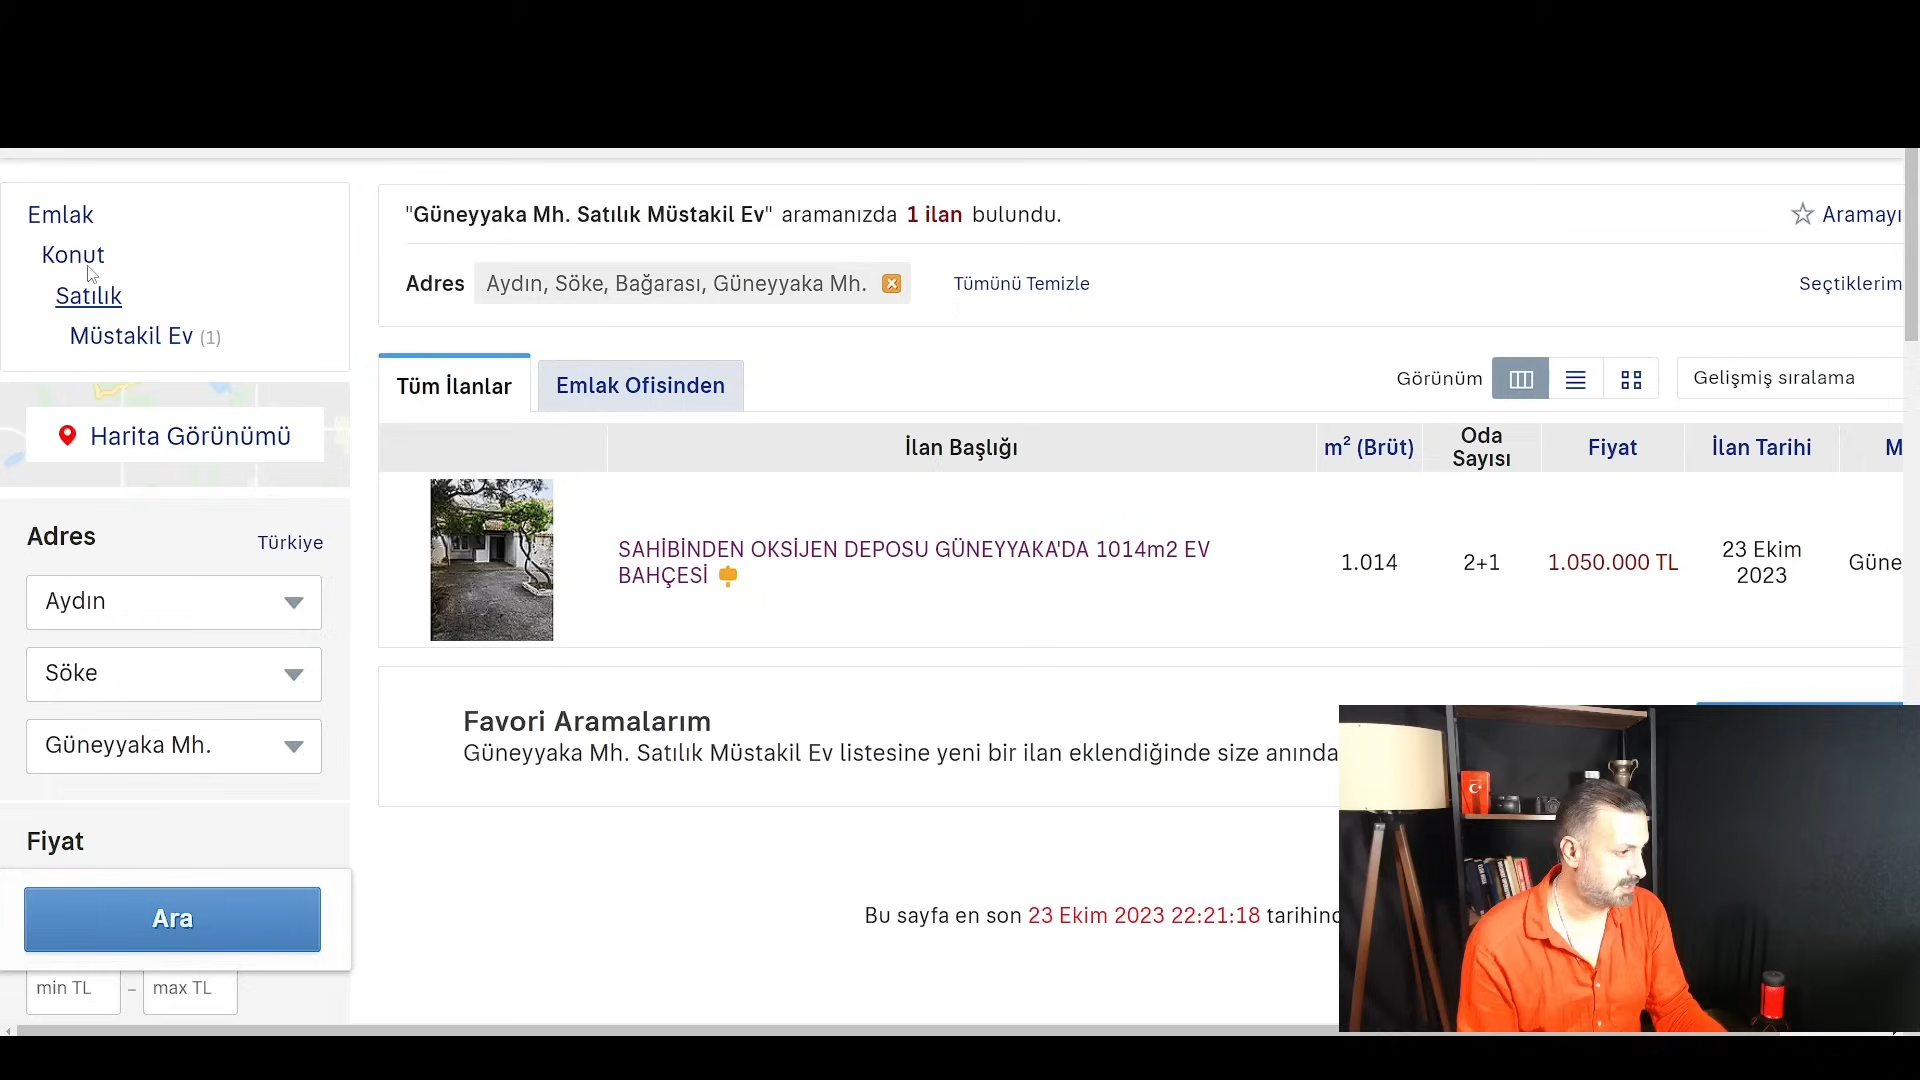 Emlak
Konut
Satılık
Müstakil Ev (1)
Harita Görünümü
Adres
Türkiye
Aydın
Söke
Güneyyaka Mh.
Fiyat
Ara
min TL – max TL
"Güneyyaka Mh. Satılık Müstakil Ev" aramanızda 1 ilan bulundu.
Aramayı
Adres Aydın, Söke, Bağarası, Güneyyaka Mh.
Tümünü Temizle
Seçtiklerim
Tüm İlanlar
Emlak Ofisinden
Görünüm
Gelişmiş sıralama
İlan Başlığı
m² (Brüt)
Oda
Sayısı
Fiyat
İlan Tarihi
M
SAHİBİNDEN OKSİJEN DEPOSU GÜNEYYAKA'DA 1014m2 EV
BAHÇESİ
1.014
2+1
1.050.000 TL
23 Ekim
2023
Güne
Favori Aramalarım
Güneyyaka Mh. Satılık Müstakil Ev listesine yeni bir ilan eklendiğinde size anında
Bu sayfa en son 23 Ekim 2023 22:21:18 tarihinde